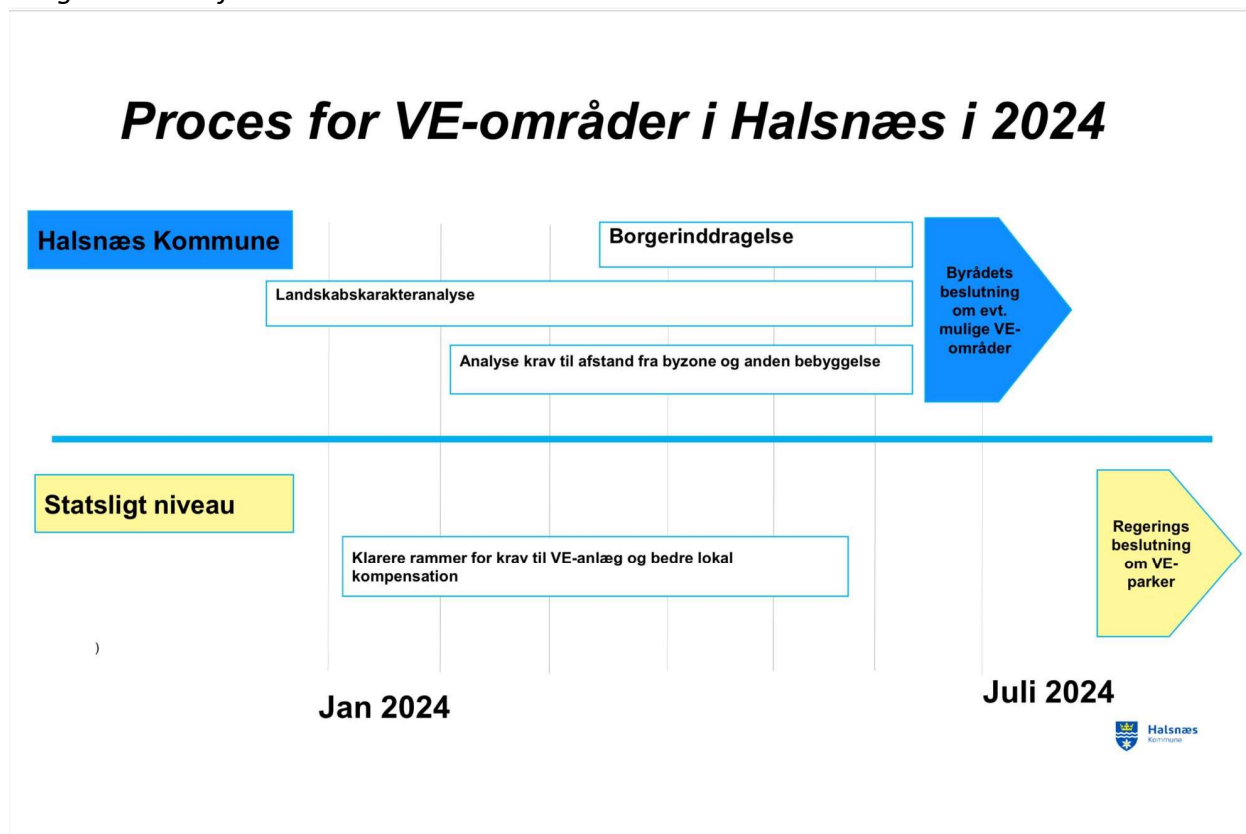 Proces for VE-områder i Halsnæs i 2024
Halsnæs Kommune
Borgerinddragelse
Landskabskarakteranalyse
Analyse krav til afstand fra byzone og anden bebyggelse
Byrådets
beslutning
om evt.
mulige VE-
områder
Statsligt niveau
Klarere rammer for krav til VE-anlæg og bedre lokal
kompensation
Regerings
beslutning
om VE-
parker
)
Jan 2024
Juli 2024
Halsnæs
Kommune